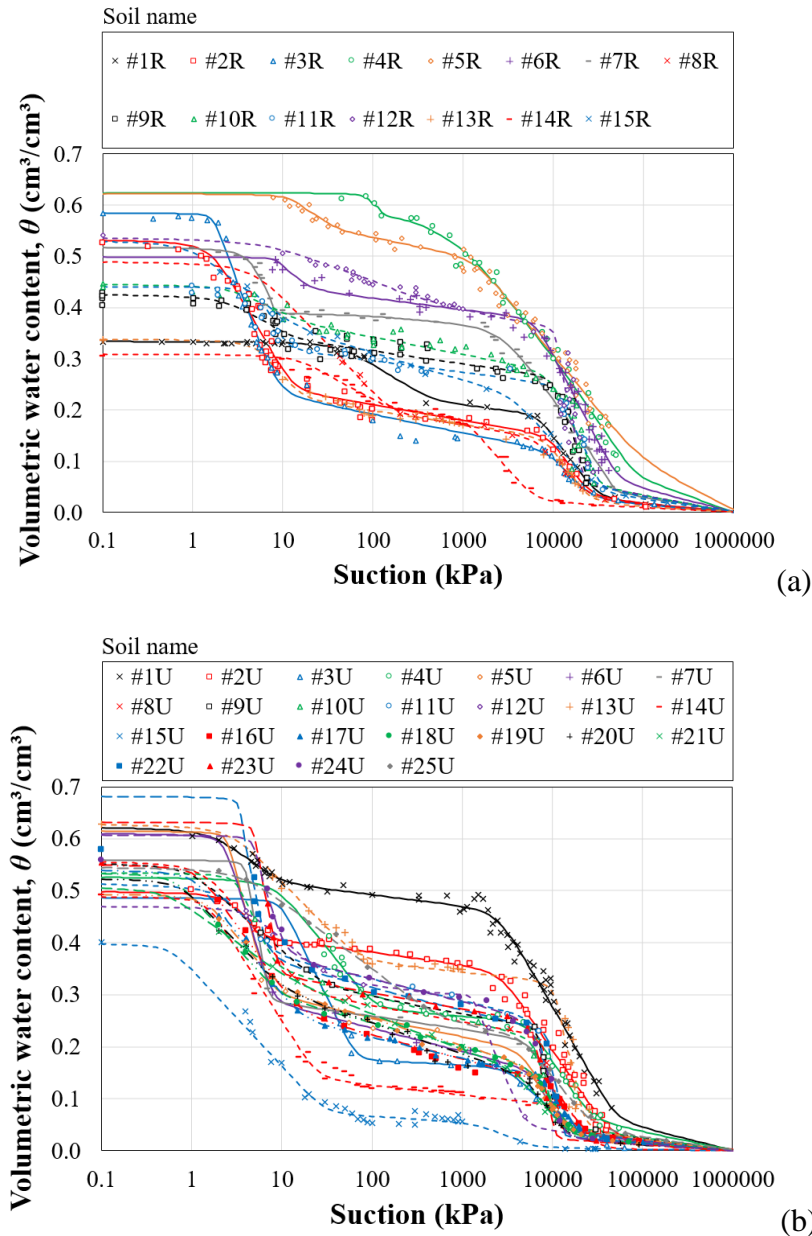 Soil name
#1R #2R #3R #4R #5R #6R #7R #8R
#9R #10R #11R #12R #13R #14R #15R
Volumetric water content, θ (cm³/cm³)
0.7
0.6
0.5
0.4
0.3
0.2
0.1
0.0
0.1 1 10 100 1000 10000 100000 1000000
Suction (kPa)
(a)
Soil name
#1U #2U #3U #4U #5U #6U #7U
#8U #9U #10U #11U #12U #13U #14U
#15U #16U #17U #18U #19U #20U #21U
#22U #23U #24U #25U
Volumetric water content, θ (cm³/cm³)
0.7
0.6
0.5
0.4
0.3
0.2
0.1
0.0
0.1 1 10 100 1000 10000 100000 1000000
Suction (kPa)
(b)